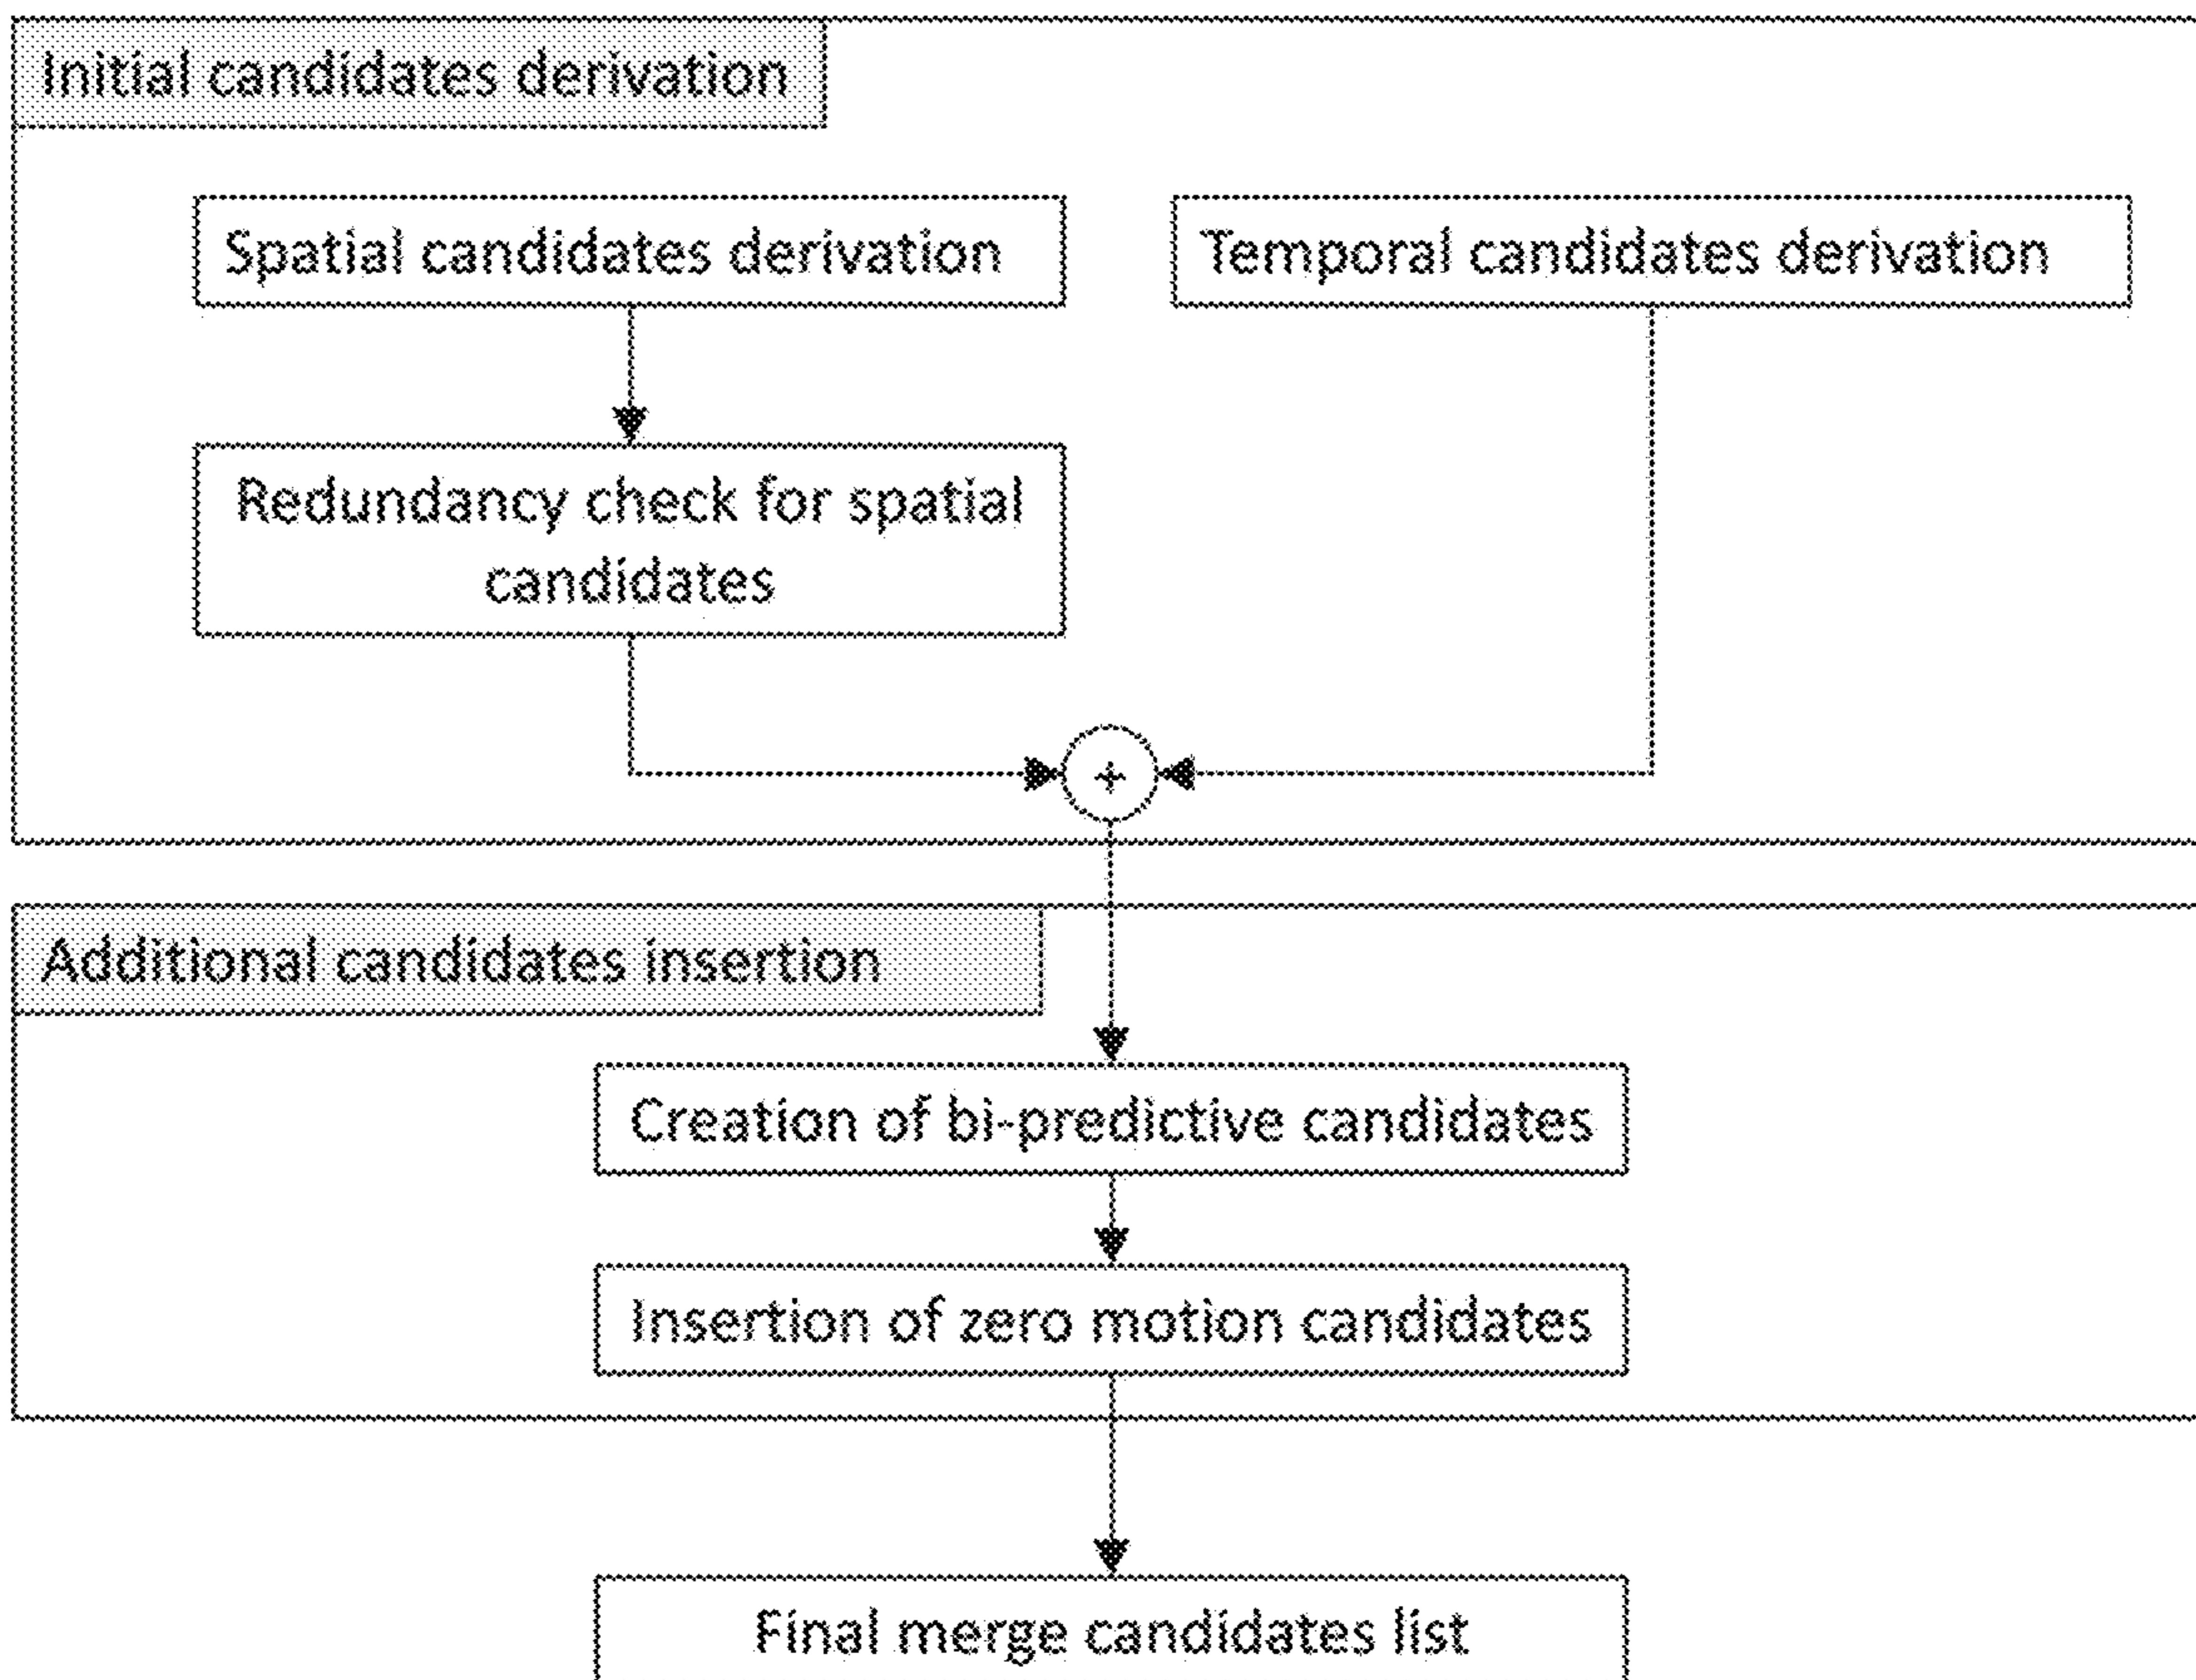 Initial candidates derivation
Spatial candidates derivation
Temporal candidates derivation
Redundancy check for spatial
candidates
+
Additional candidates insertion
Creation of bi-predictive candidates
Insertion of zero motion candidates
Final merge candidates list